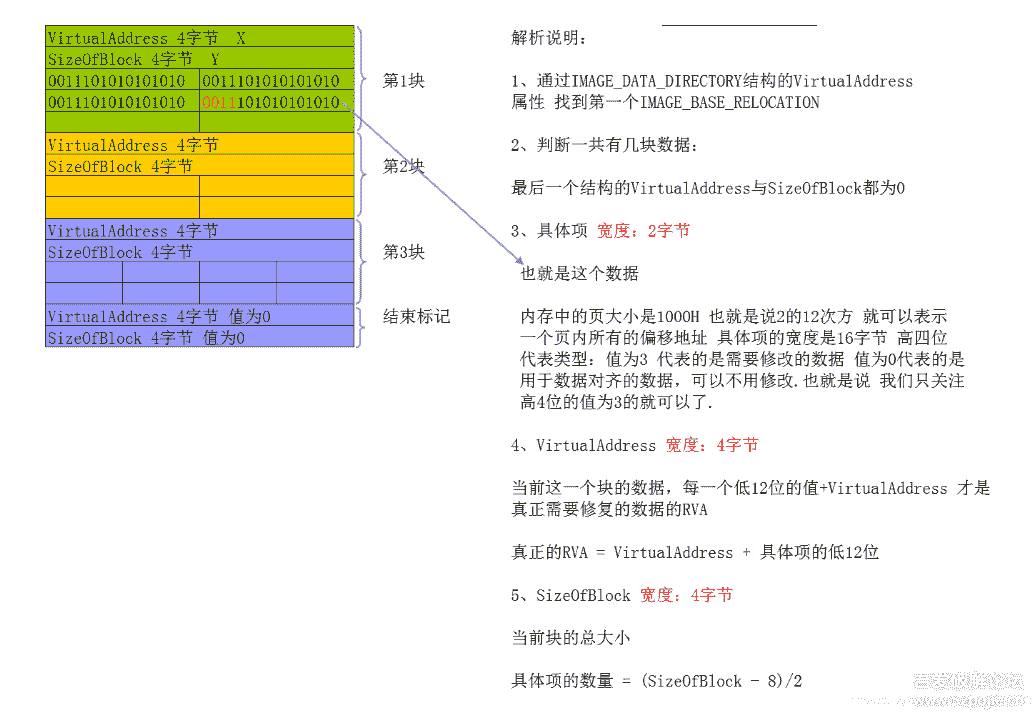 VirtualAddress 4字节  X
SizeOfBlock 4字节  Y
0011101010101010 0011101010101010
0011101010101010 0011101010101010
第1块
VirtualAddress 4字节
SizeOfBlock 4字节
第2块
VirtualAddress 4字节
SizeOfBlock 4字节
第3块
VirtualAddress 4字节 值为0
SizeOfBlock 4字节 值为0
结束标记
解析说明:
1、通过IMAGE_DATA_DIRECTORY结构的VirtualAddress
属性 找到第一个IMAGE_BASE_RELOCATION
2、判断一共有几块数据:
最后一个结构的VirtualAddress与SizeOfBlock都为0
3、具体项 宽度: 2字节
也就是这个数据
内存中的页大小是1000H 也就是说2的12次方 就可以表示
一个页内所有的偏移地址 具体项的宽度是16字节 高四位
代表类型: 值为3 代表的是需要修改的数据 值为0代表的是
用于数据对齐的数据, 可以不用修改.也就是说 我们只关注
高4位的值为3的就可以了.
4、VirtualAddress 宽度: 4字节
当前这一个块的数据, 每一个低12位的值+VirtualAddress 才是
真正需要修复的数据的RVA
真正的RVA = VirtualAddress + 具体项的低12位
5、SizeOfBlock 宽度: 4字节
当前块的总大小
具体项的数量 = (SizeOfBlock - 8)/2
吾爱破解论坛